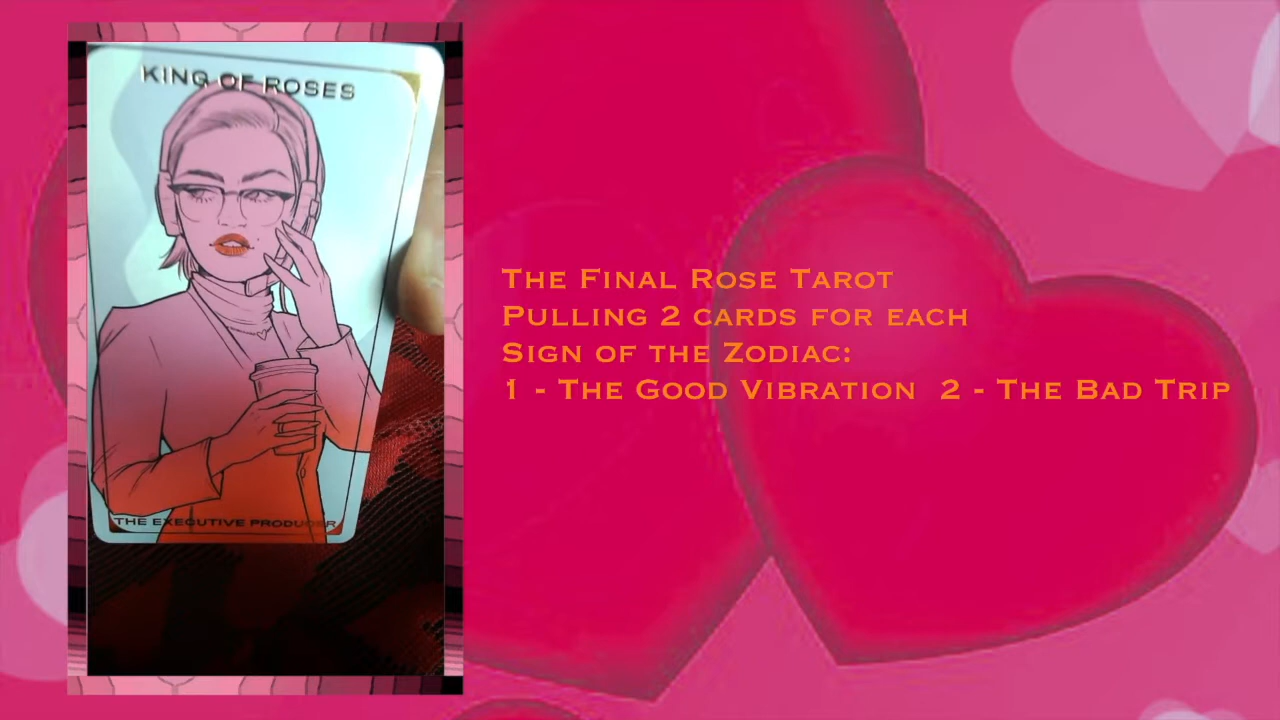 KING OF ROSES
THE EXECUTIVE PRODUCER
The Final Rose Tarot
Pulling 2 cards for each
Sign of the Zodiac:
1 - The Good Vibration  2 - The Bad Trip